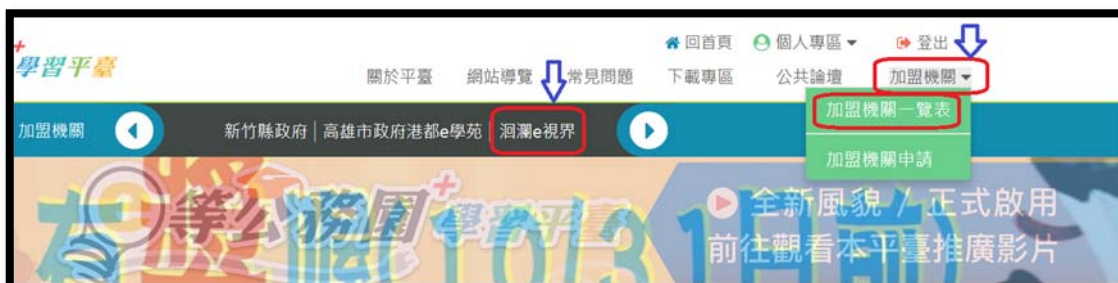 +
學習平臺
回首頁 個人專區 登出
關於平臺 網站導覽 常見問題 下載專區 公共論壇 加盟機關
加盟機關一覽表
加盟機關申請
加盟機關 新竹縣政府 | 高雄市政府港都e學苑 | 洄瀾e視界
等公務園+學習平臺
全新風貌 / 正式啟用
前往觀看本平臺推廣影片